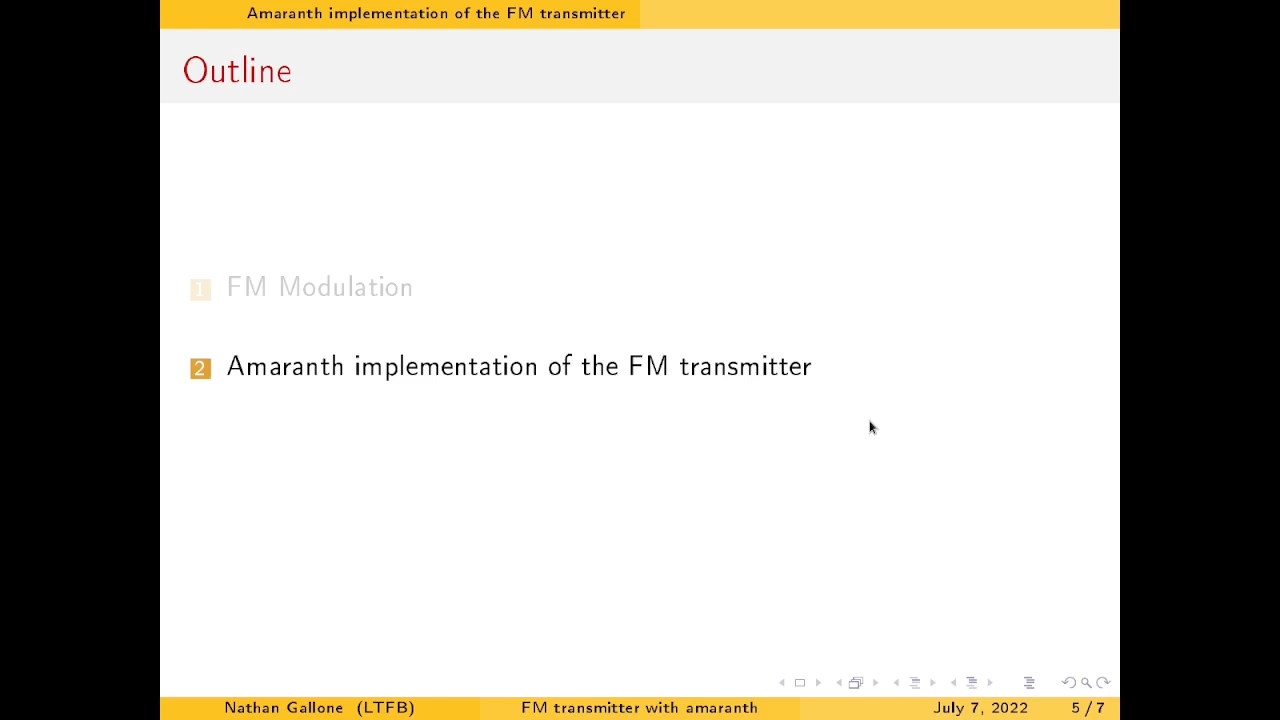 Amaranth implementation of the FM transmitter
Outline
1 FM Modulation
2 Amaranth implementation of the FM transmitter
Nathan Gallone (LTFB) FM transmitter with amaranth July 7, 2022 5 / 7